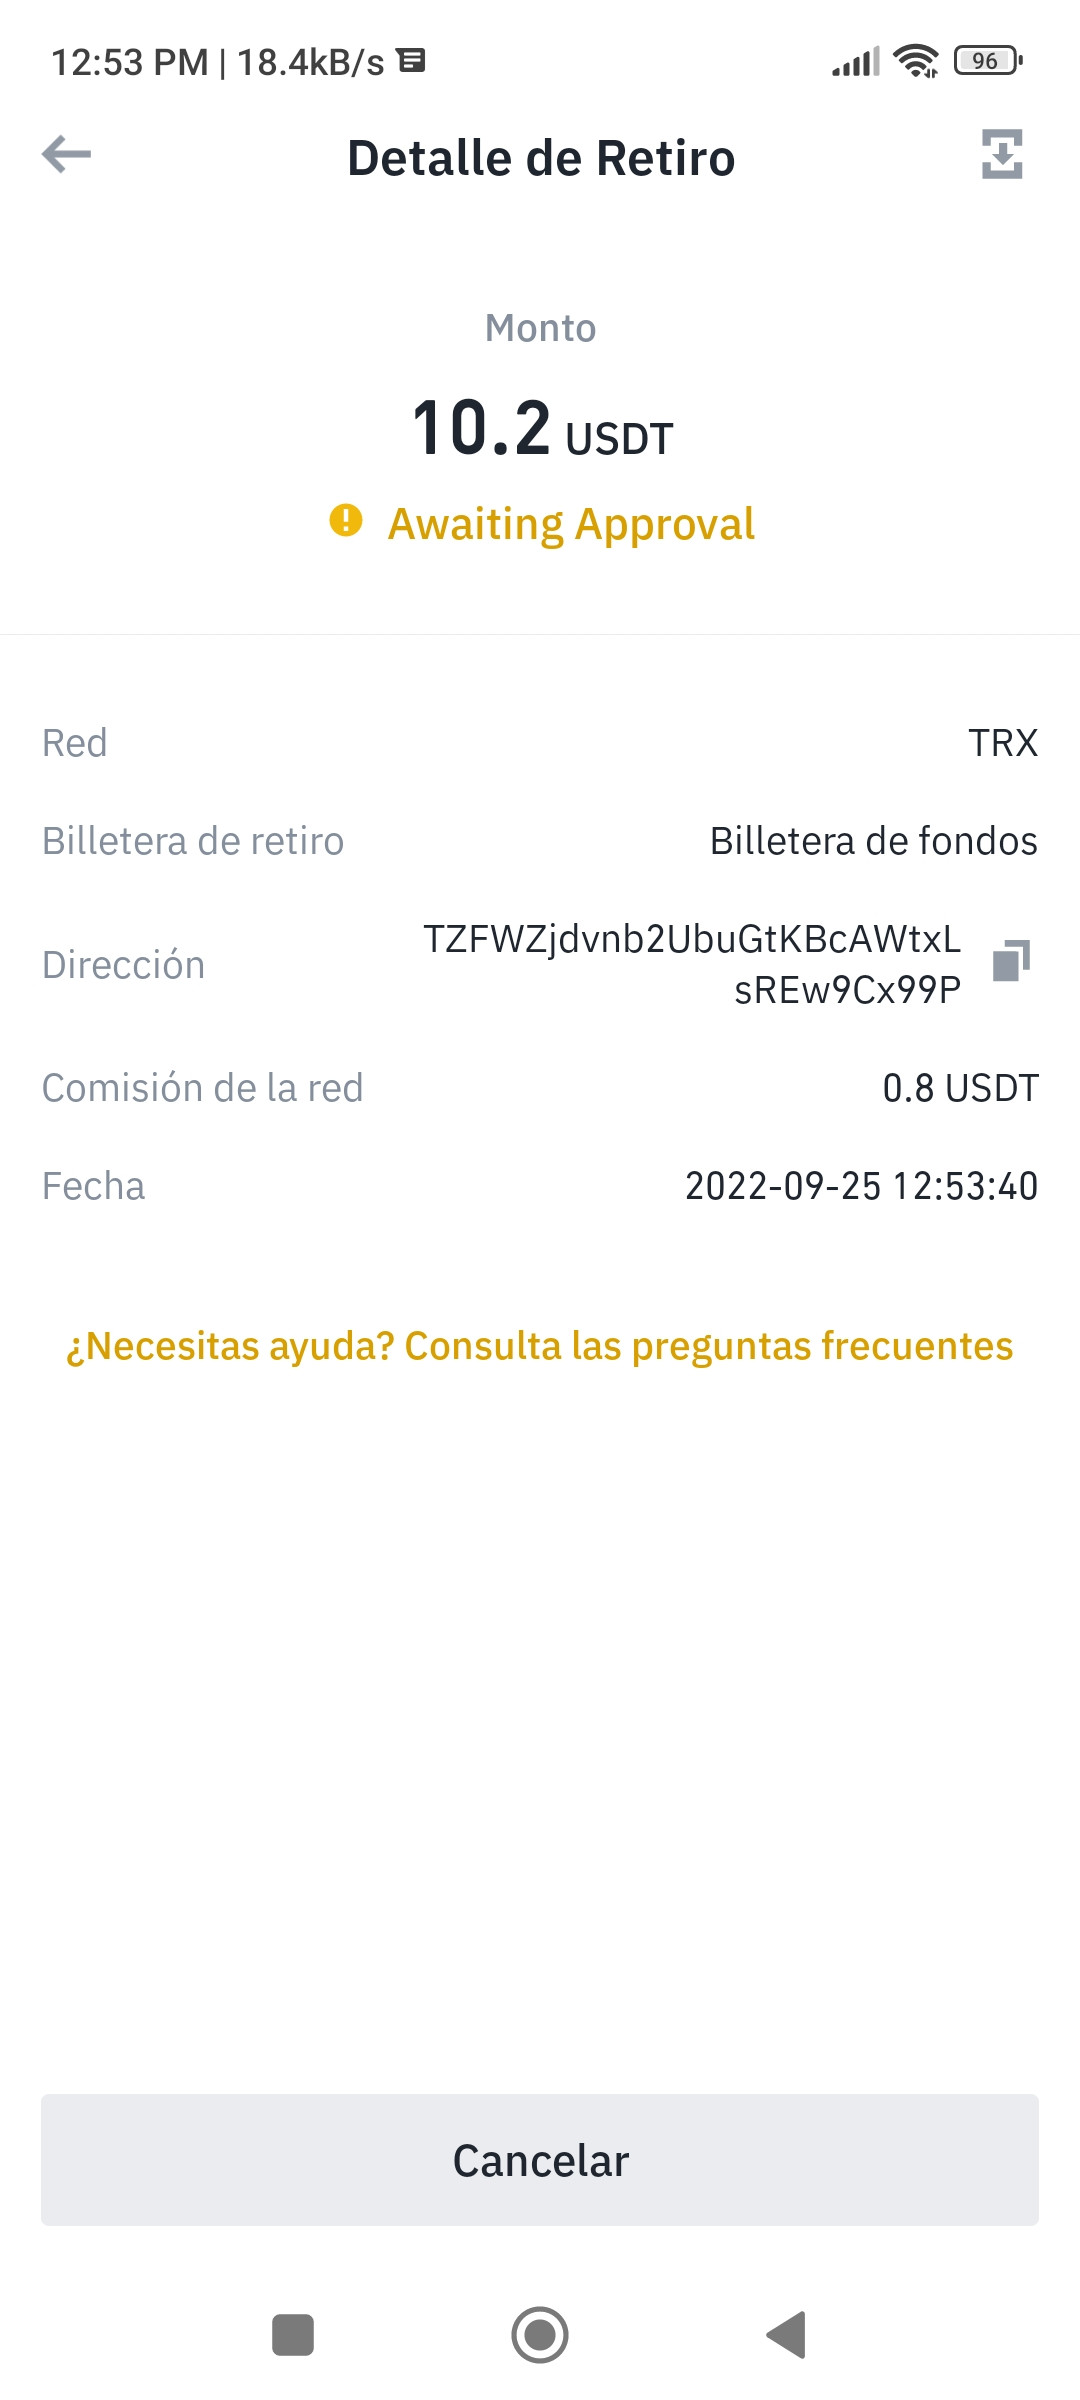 12:53 PM | 18.4kB/s
96
Detalle de Retiro
Monto
10.2 USDT
Awaiting Approval
Red TRX
Billetera de retiro Billetera de fondos
Dirección TZFWZjdvnb2UbuGtKBcAWtxL
sREw9Cx99P
Comisión de la red 0.8 USDT
Fecha 2022-09-25 12:53:40
¿Necesitas ayuda? Consulta las preguntas frecuentes
Cancelar